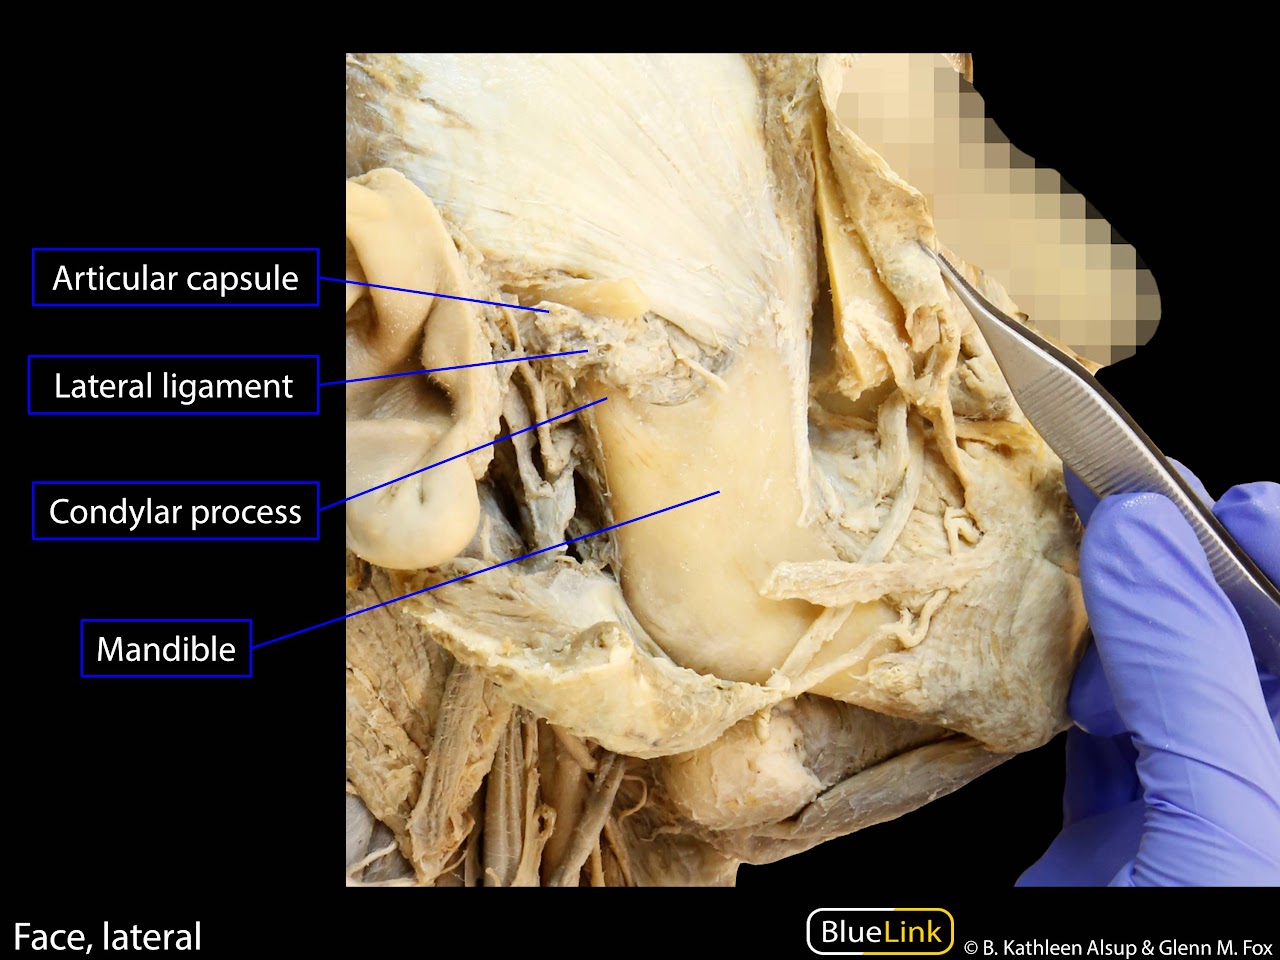 Articular capsule
Lateral ligament
Condylar process
Mandible
Face, lateral
BlueLink
© B. Kathleen Alsup & Glenn M. Fox